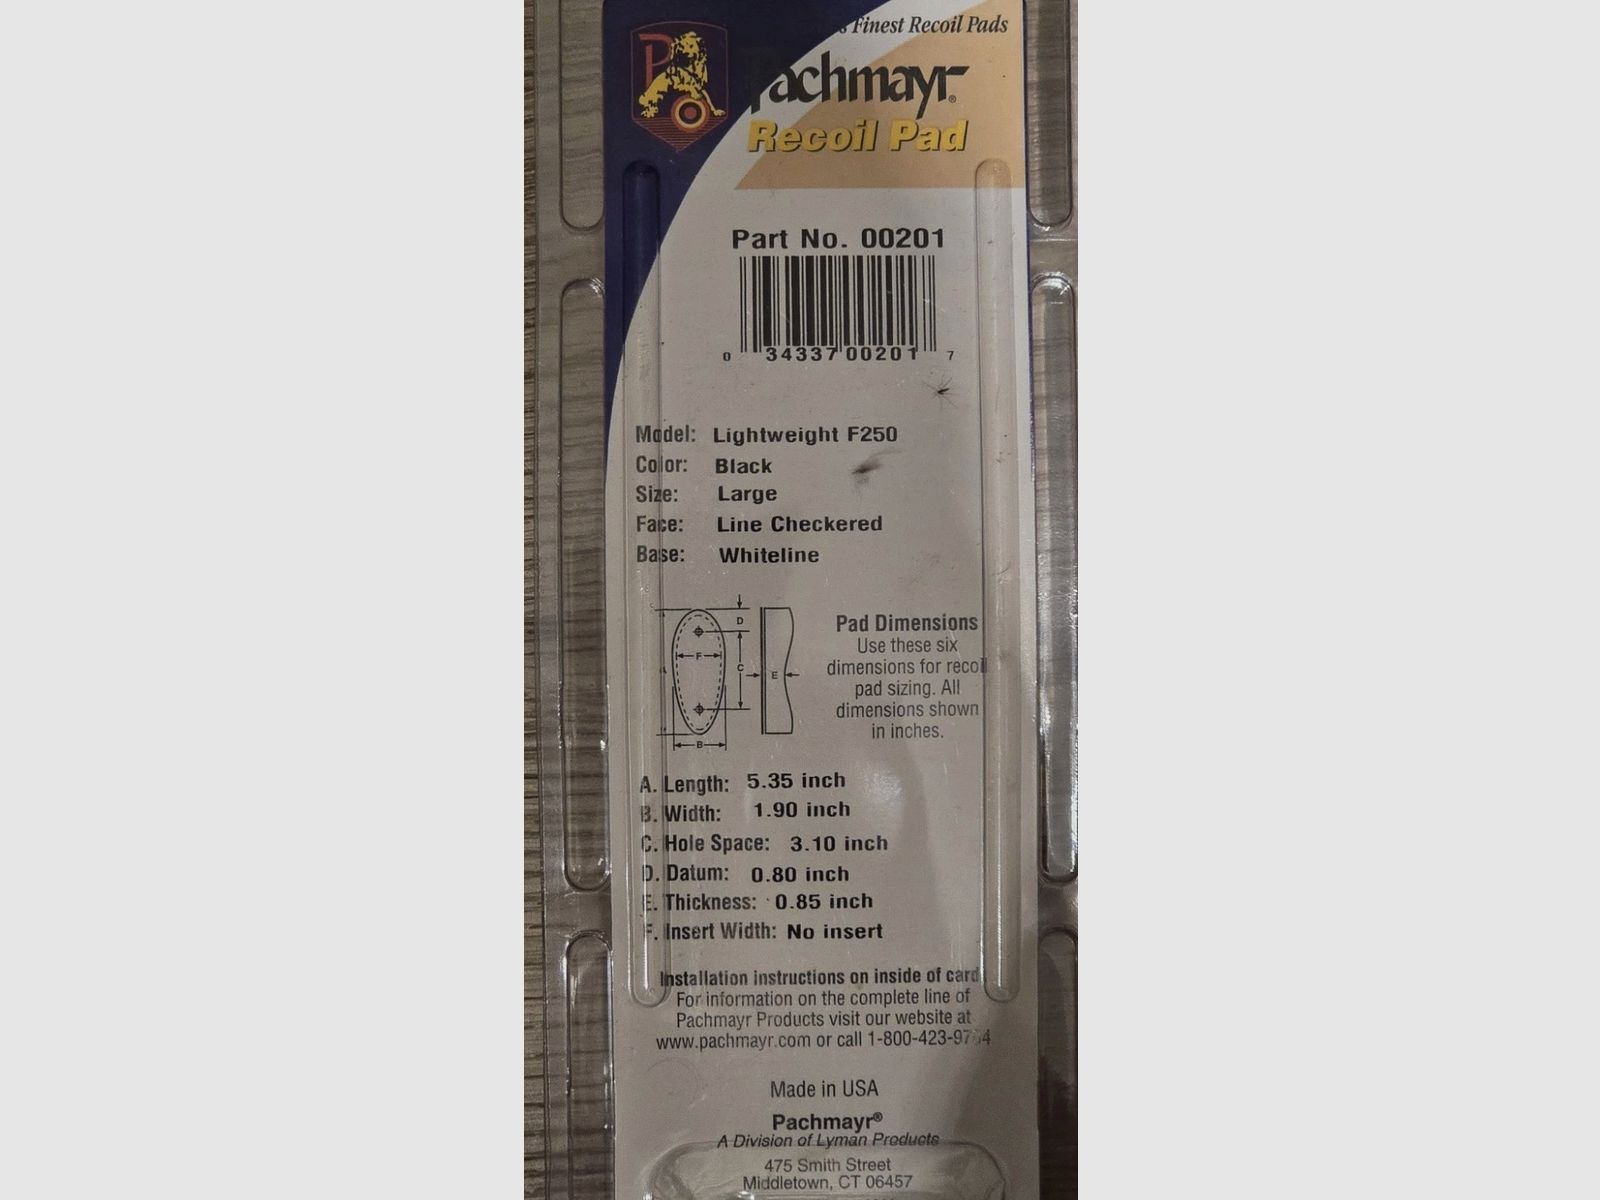 Finest Recoil Pads
P
Pachmayr®
Recoil Pad
Part No. 00201
0 34337 00201 7
Model: Lightweight F250
Color: Black
Size: Large
Face: Line Checkered
Base: Whiteline
D
F
C
A
E
B
Pad Dimensions
Use these six
dimensions for recoil
pad sizing. All
dimensions shown
in inches.
A. Length: 5.35 inch
B. Width: 1.90 inch
C. Hole Space: 3.10 inch
D. Datum: 0.80 inch
E. Thickness: 0.85 inch
F. Insert Width: No insert
Installation instructions on inside of card
For information on the complete line of
Pachmayr Products visit our website at
www.pachmayr.com or call
Made in USA
Pachmayr®
A Division of Lyman Products
475 Smith Street
Middletown, CT 06457